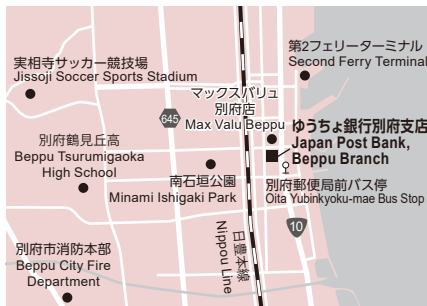 実相寺サッカー競技場
Jissoji Soccer Sports Stadium
第2フェリーターミナル
Second Ferry Terminal
マックスバリュ
別府店
Max Valu Beppu
645
ゆうちょ銀行別府支店
Japan Post Bank,
Beppu Branch
別府鶴見丘高
Beppu Tsurumigaoka
High School
南石垣公園
Minami Ishigaki Park
別府郵便局前バス停
Oita Yubinkyoku-mae Bus Stop
日豊本線
Nippou Line
10
別府市消防本部
Beppu City Fire
Department